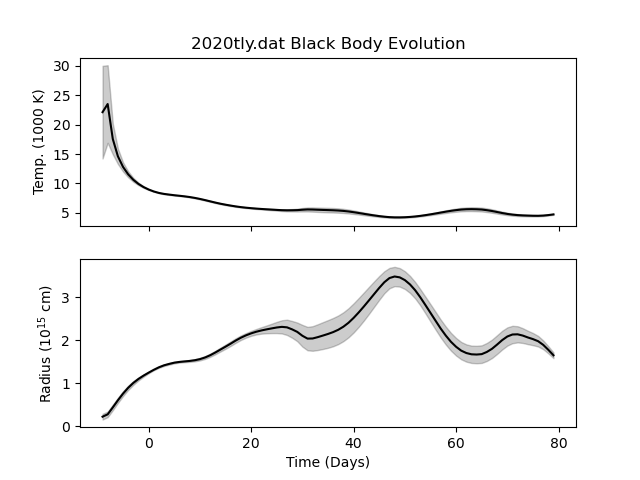 2020tly.dat Black Body Evolution
Temp. (1000 K)
30
25
20
15
10
5
Radius (10¹⁵ cm)
3
2
1
0
0 20 40 60 80
Time (Days)